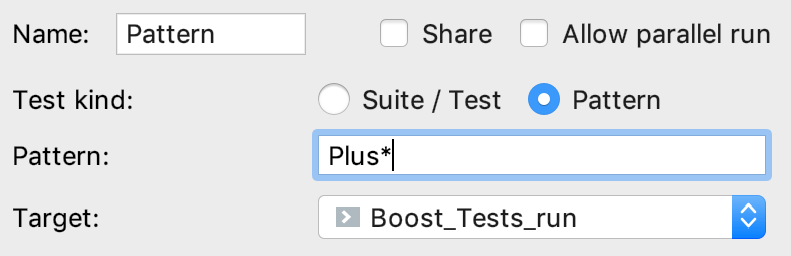 Name: Pattern Share Allow parallel run
Test kind: Suite / Test Pattern
Pattern: Plus*
Target: Boost_Tests_run